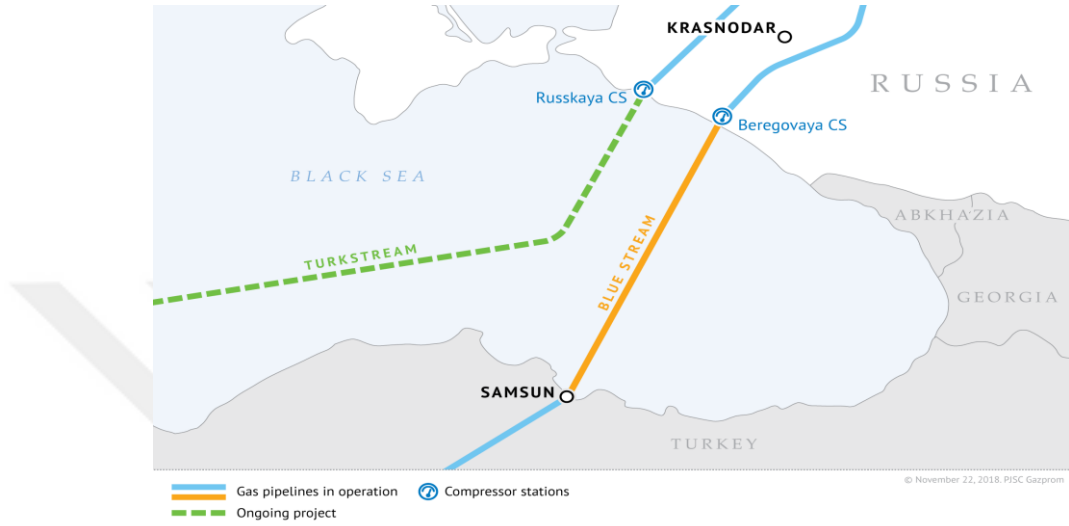 KRASNODAR
RUSSIA
Russkaya CS
Beregovaya CS
BLACK SEA
ABKHAZIA
BLUE STREAM
TURKSTREAM
GEORGIA
SAMSUN
TURKEY
Gas pipelines in operation
Compressor stations
© November 22, 2018. PJSC Gazprom
Ongoing project